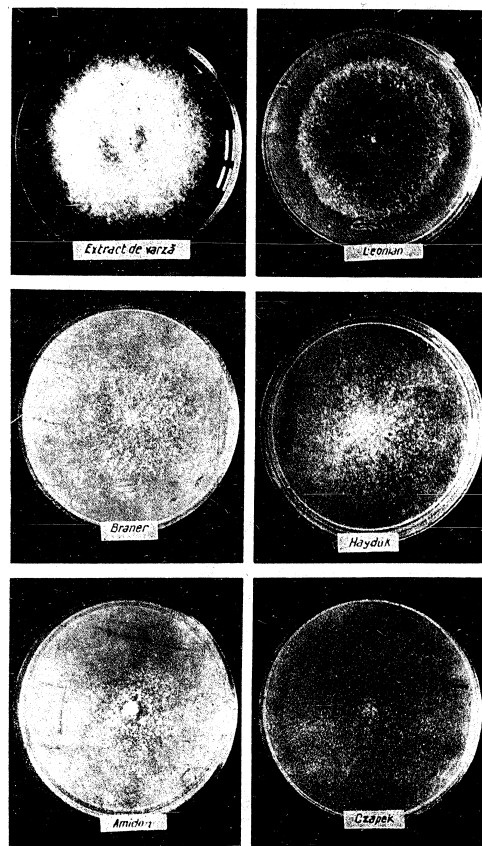 Extract de varză
Leonian
Braner
Hayduk
Amidon
Czapek